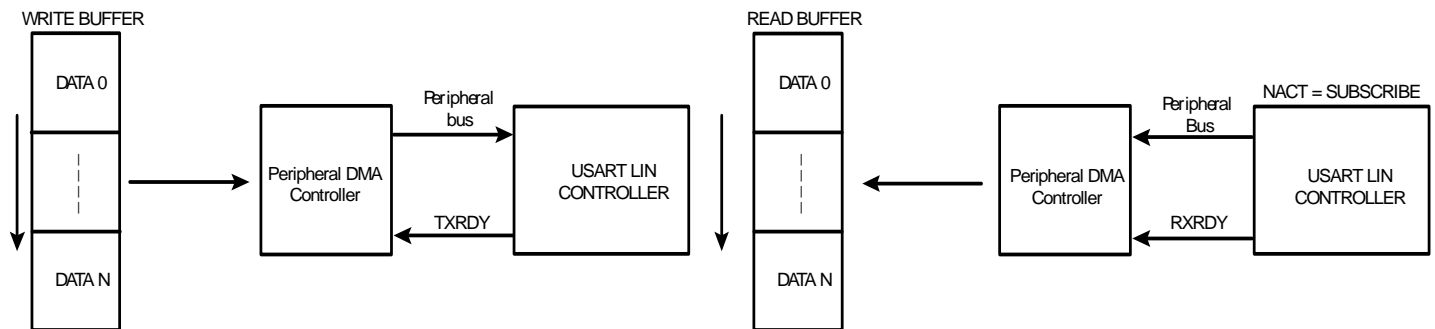 WRITE BUFFER
DATA 0
DATA N
Peripheral DMA
Controller
Peripheral
bus
TXRDY
USART LIN
CONTROLLER
READ BUFFER
DATA 0
DATA N
Peripheral DMA
Controller
Peripheral
Bus
RXRDY
NACT = SUBSCRIBE
USART LIN
CONTROLLER